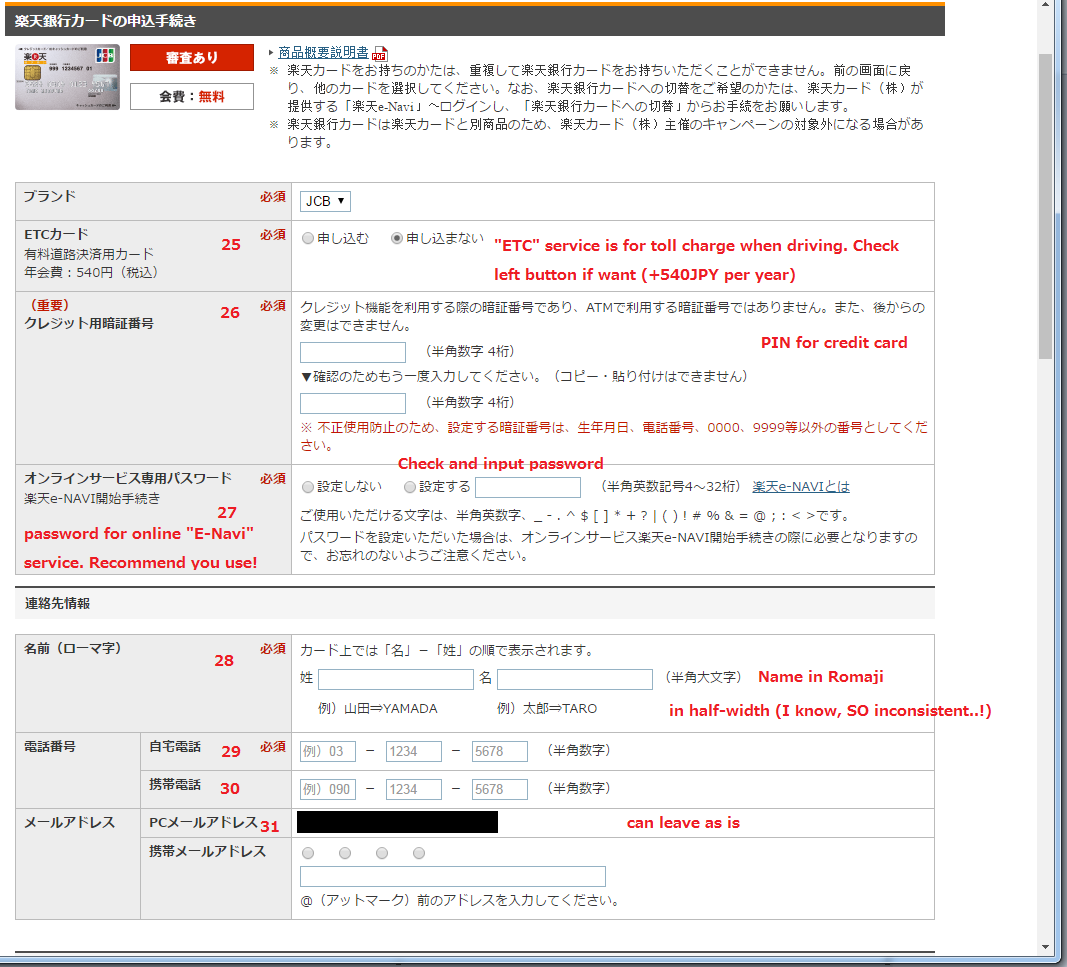 楽天銀行カードの申込手続き
楽天
JCB
999 1234567 01
審査あり
会費：無料
商品概要説明書 PDF
※ 楽天カードをお持ちのかたは、重複して楽天銀行カードをお持ちいただくことができません。前の画面に戻
り、他のカードを選択してください。なお、楽天銀行カードへの切替をご希望のかたは、楽天カード（株）が
提供する「楽天e-Navi」〜ログインし、「楽天銀行カードへの切替」からお手続をお願いします。
※ 楽天銀行カードは楽天カードと別商品のため、楽天カード（株）主催のキャンペーンの対象外になる場合があ
ります。
ブランド 必須
JCB ▼
ETCカード 必須
有料道路決済用カード
年会費：540円（税込）
25
申し込む 申し込まない
"ETC" service is for toll charge when driving. Check
left button if want (+540JPY per year)
（重要） 必須
クレジット用暗証番号
26
クレジット機能を利用する際の暗証番号であり、ATMで利用する暗証番号ではありません。また、後からの
変更はできません。
PIN for credit card
（半角数字 4桁）
▼確認のためもう一度入力してください。（コピー・貼り付けはできません）
（半角数字 4桁）
※ 不正使用防止のため、設定する暗証番号は、生年月日、電話番号、0000、9999等以外の番号としてくだ
さい。
Check and input password
オンラインサービス専用パスワード 必須
楽天e-NAVI開始手続き
27
password for online "E-Navi"
service. Recommend you use!
設定しない 設定する （半角英数記号4〜32桁） 楽天e-NAVIとは
ご使用いただける文字は、半角英数字、_ - . ^ $ [ ] * + ? | ( ) ! # % & = @ ; : < >です。
パスワードを設定いただいた場合は、オンラインサービス楽天e-NAVI開始手続きの際に必要となりますの
で、お忘れのないようご注意ください。
連絡先情報
名前（ローマ字） 必須
28
カード上では「名」－「姓」の順で表示されます。
姓 名 （半角大文字） Name in Romaji
例）山田⇒YAMADA 例）太郎⇒TARO
in half-width (I know, SO inconsistent..!)
電話番号 自宅電話 29 必須 例）03 － 1234 － 5678 （半角数字）
携帯電話 30 例）090 － 1234 － 5678 （半角数字）
メールアドレス PCメールアドレス 31 can leave as is
携帯メールアドレス
@（アットマーク）前のアドレスを入力してください。